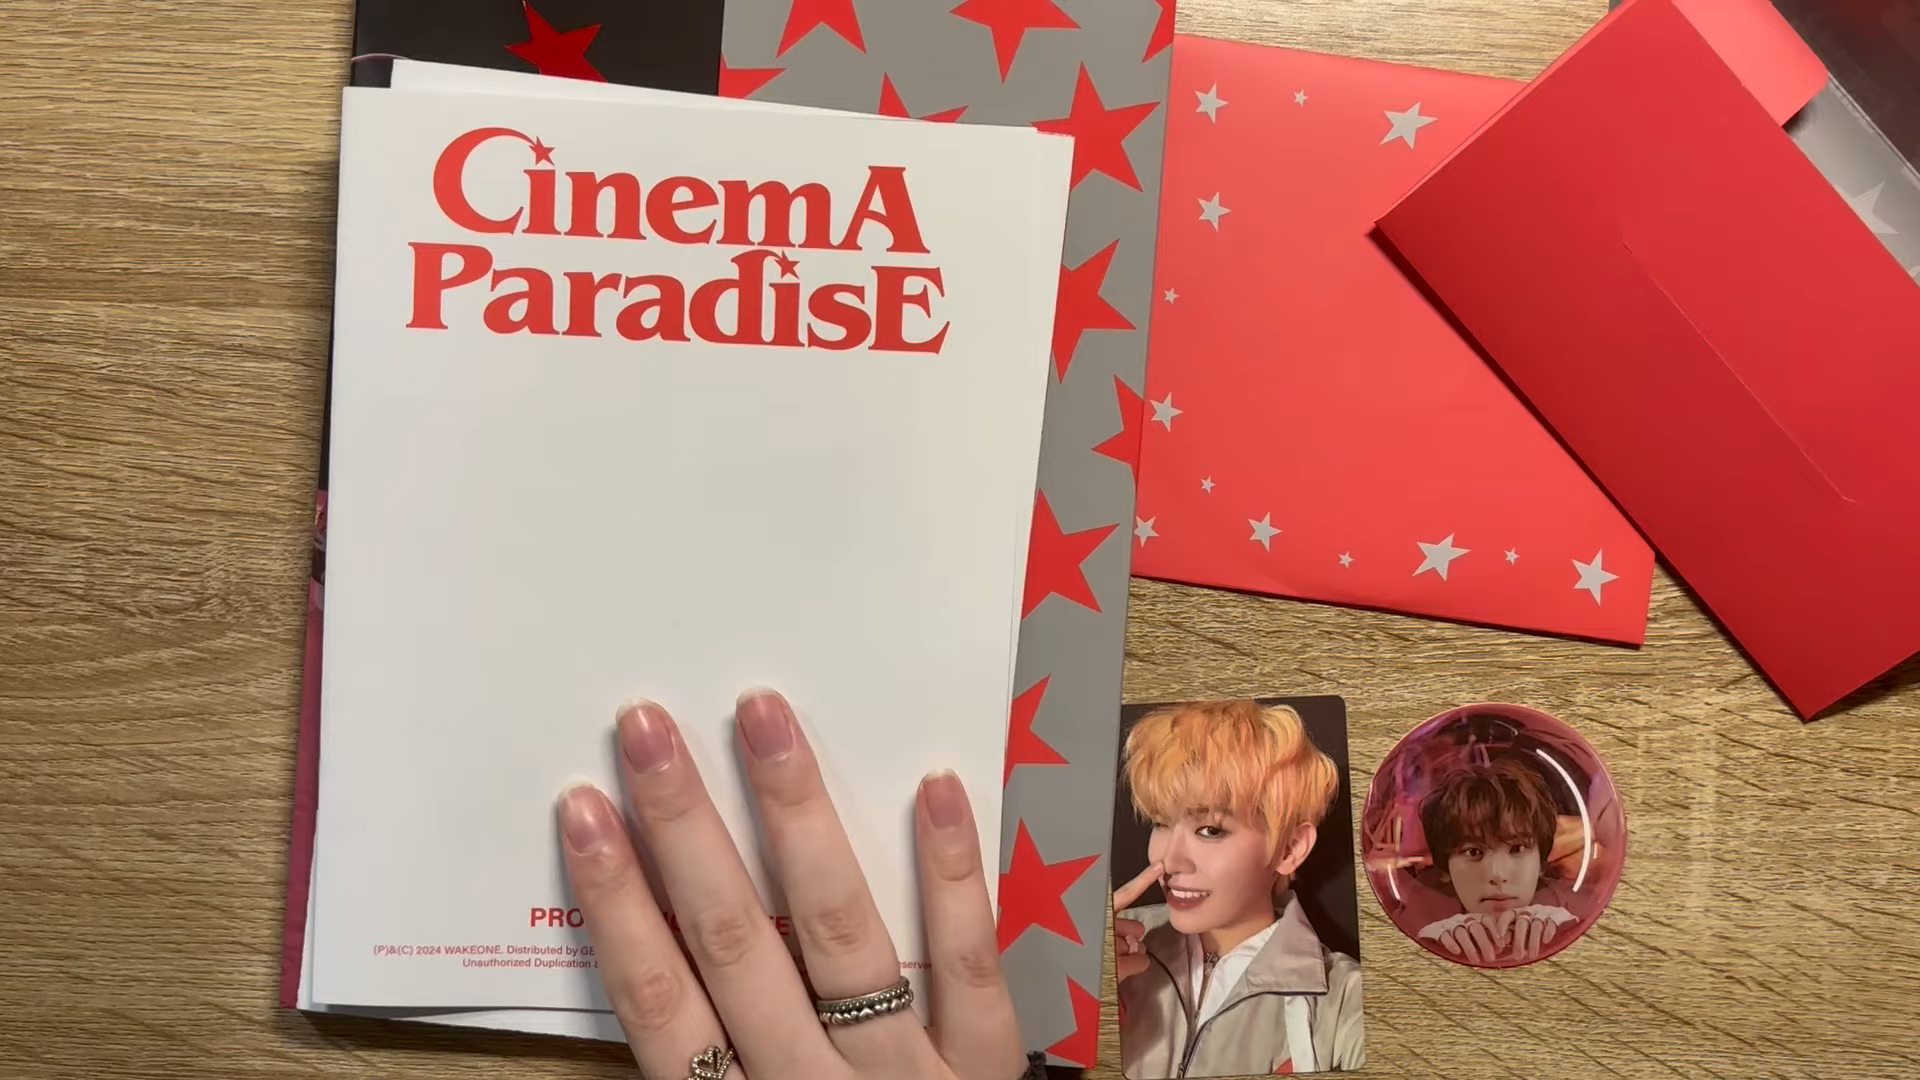 CinemA
ParadisE
PRO
(P)&(C) 2024 WAKEONE. Distributed by GE
Unauthorized Duplication &